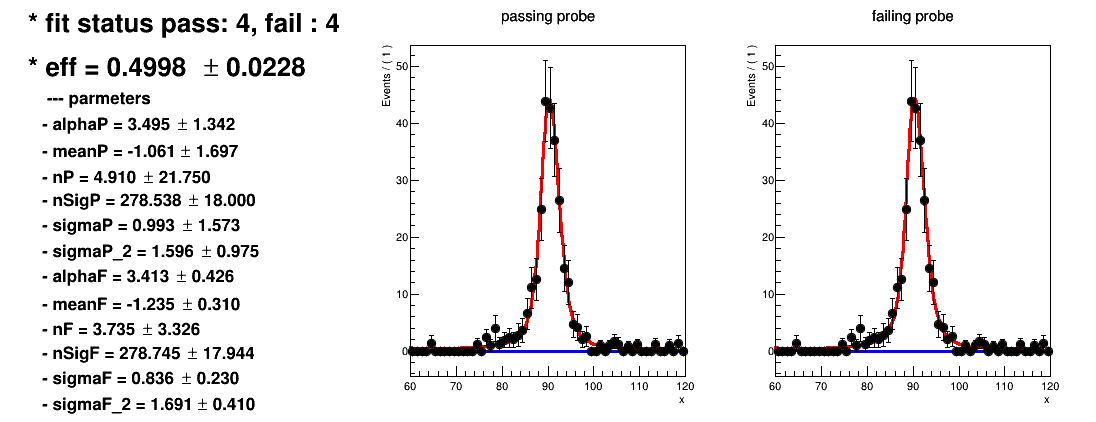 * fit status pass: 4, fail : 4
* eff = 0.4998 ± 0.0228
--- parmeters
- alphaP = 3.495 ± 1.342
- meanP = -1.061 ± 1.697
- nP = 4.910 ± 21.750
- nSigP = 278.538 ± 18.000
- sigmaP = 0.993 ± 1.573
- sigmaP_2 = 1.596 ± 0.975
- alphaF = 3.413 ± 0.426
- meanF = -1.235 ± 0.310
- nF = 3.735 ± 3.326
- nSigF = 278.745 ± 17.944
- sigmaF = 0.836 ± 0.230
- sigmaF_2 = 1.691 ± 0.410
passing probe
Events / ( 1 )
50
40
30
20
10
0
60 70 80 90 100 110 120
x
failing probe
Events / ( 1 )
50
40
30
20
10
0
60 70 80 90 100 110 120
x